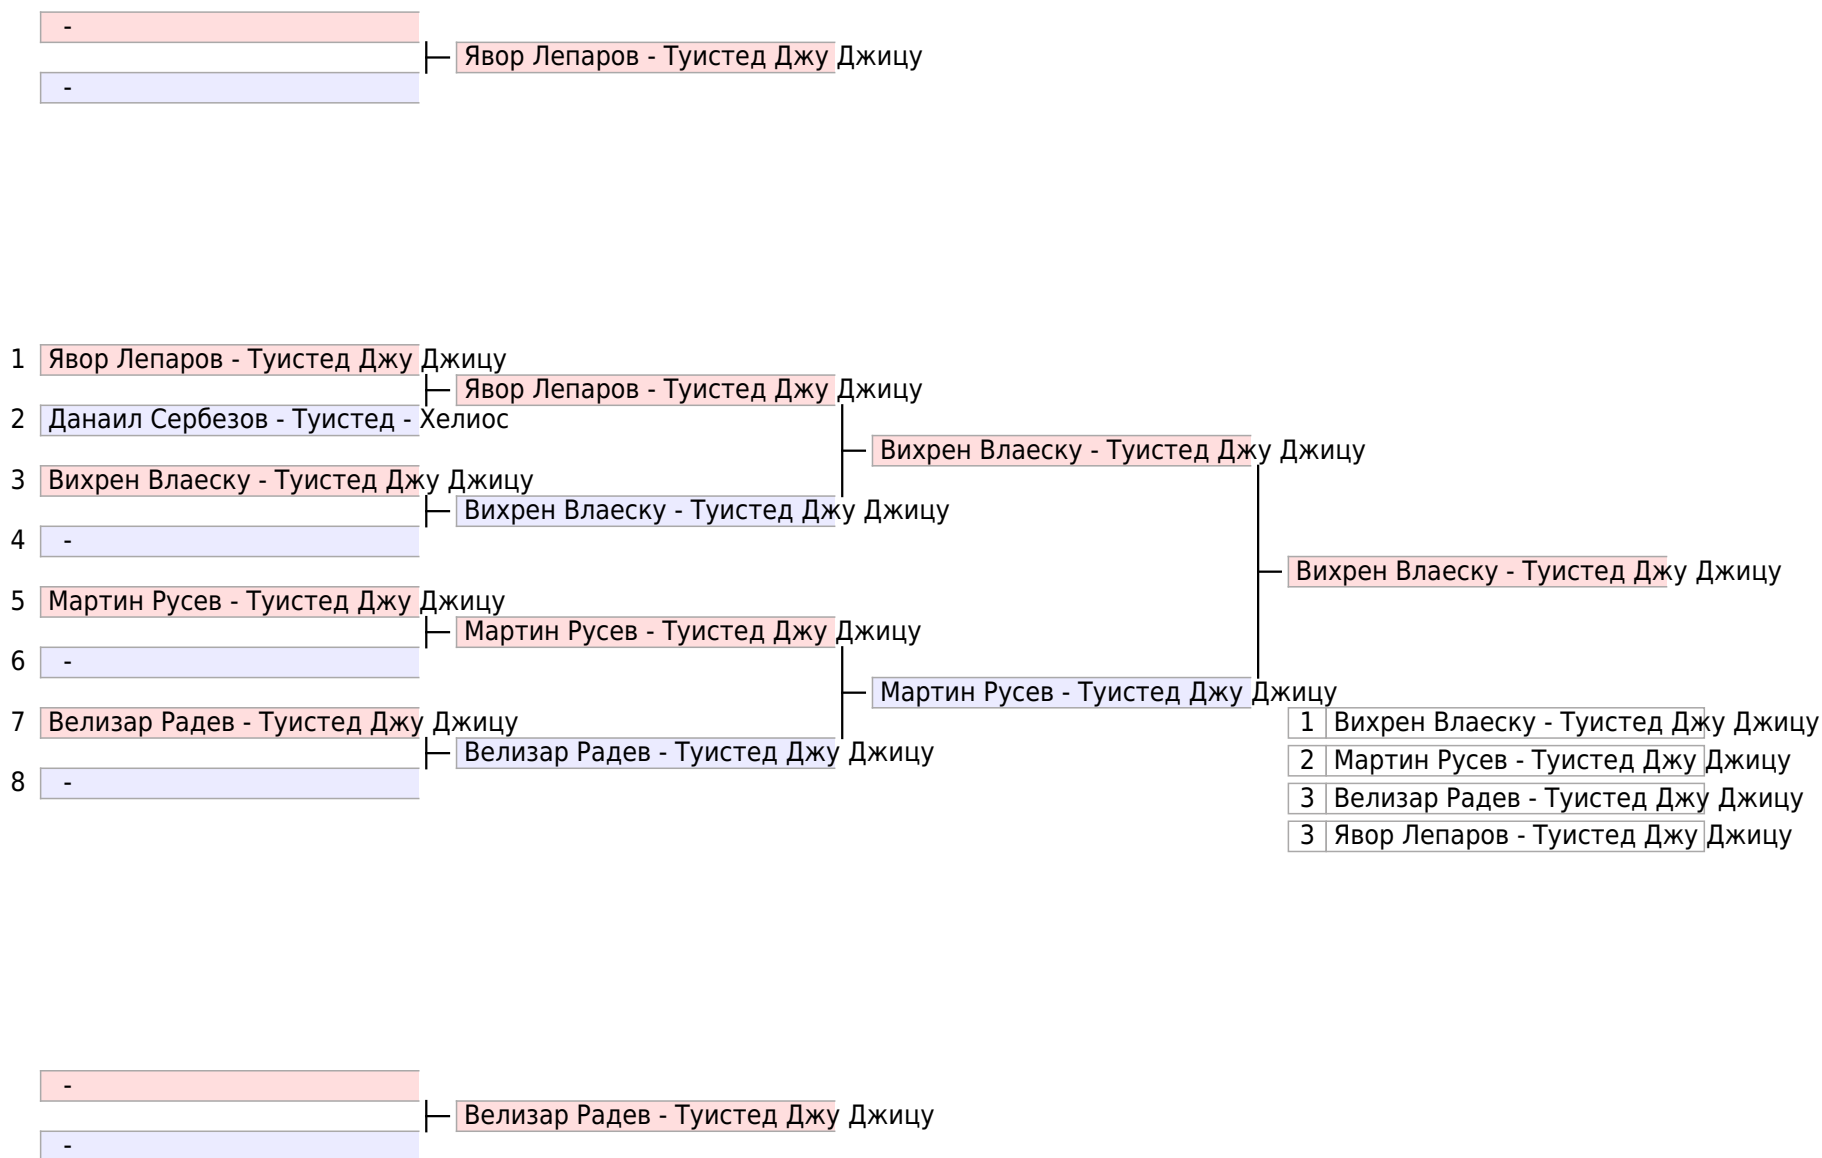 -
Явор Лепаров - Туистед Джу Джицу
-
1 Явор Лепаров - Туистед Джу Джицу
Явор Лепаров - Туистед Джу Джицу
2 Данаил Сербезов - Туистед - Хелиос
Вихрен Влаеску - Туистед Джу Джицу
3 Вихрен Влаеску - Туистед Джу Джицу
Вихрен Влаеску - Туистед Джу Джицу
4 -
Вихрен Влаеску - Туистед Джу Джицу
5 Мартин Русев - Туистед Джу Джицу
Мартин Русев - Туистед Джу Джицу
6 -
Мартин Русев - Туистед Джу Джицу
7 Велизар Радев - Туистед Джу Джицу
1 Вихрен Влаеску - Туистед Джу Джицу
Велизар Радев - Туистед Джу Джицу
2 Мартин Русев - Туистед Джу Джицу
8 -
3 Велизар Радев - Туистед Джу Джицу
3 Явор Лепаров - Туистед Джу Джицу
-
Велизар Радев - Туистед Джу Джицу
-